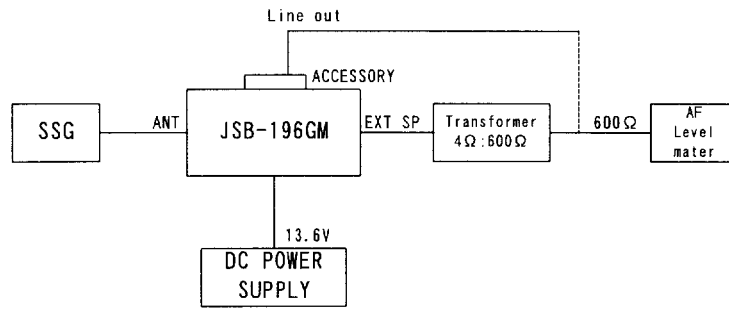 Line out
ACCESSORY
SSG
ANT
JSB-196GM
EXT SP
Transformer
4Ω:600Ω
600Ω
AF
Level
mater
13.6V
DC POWER
SUPPLY